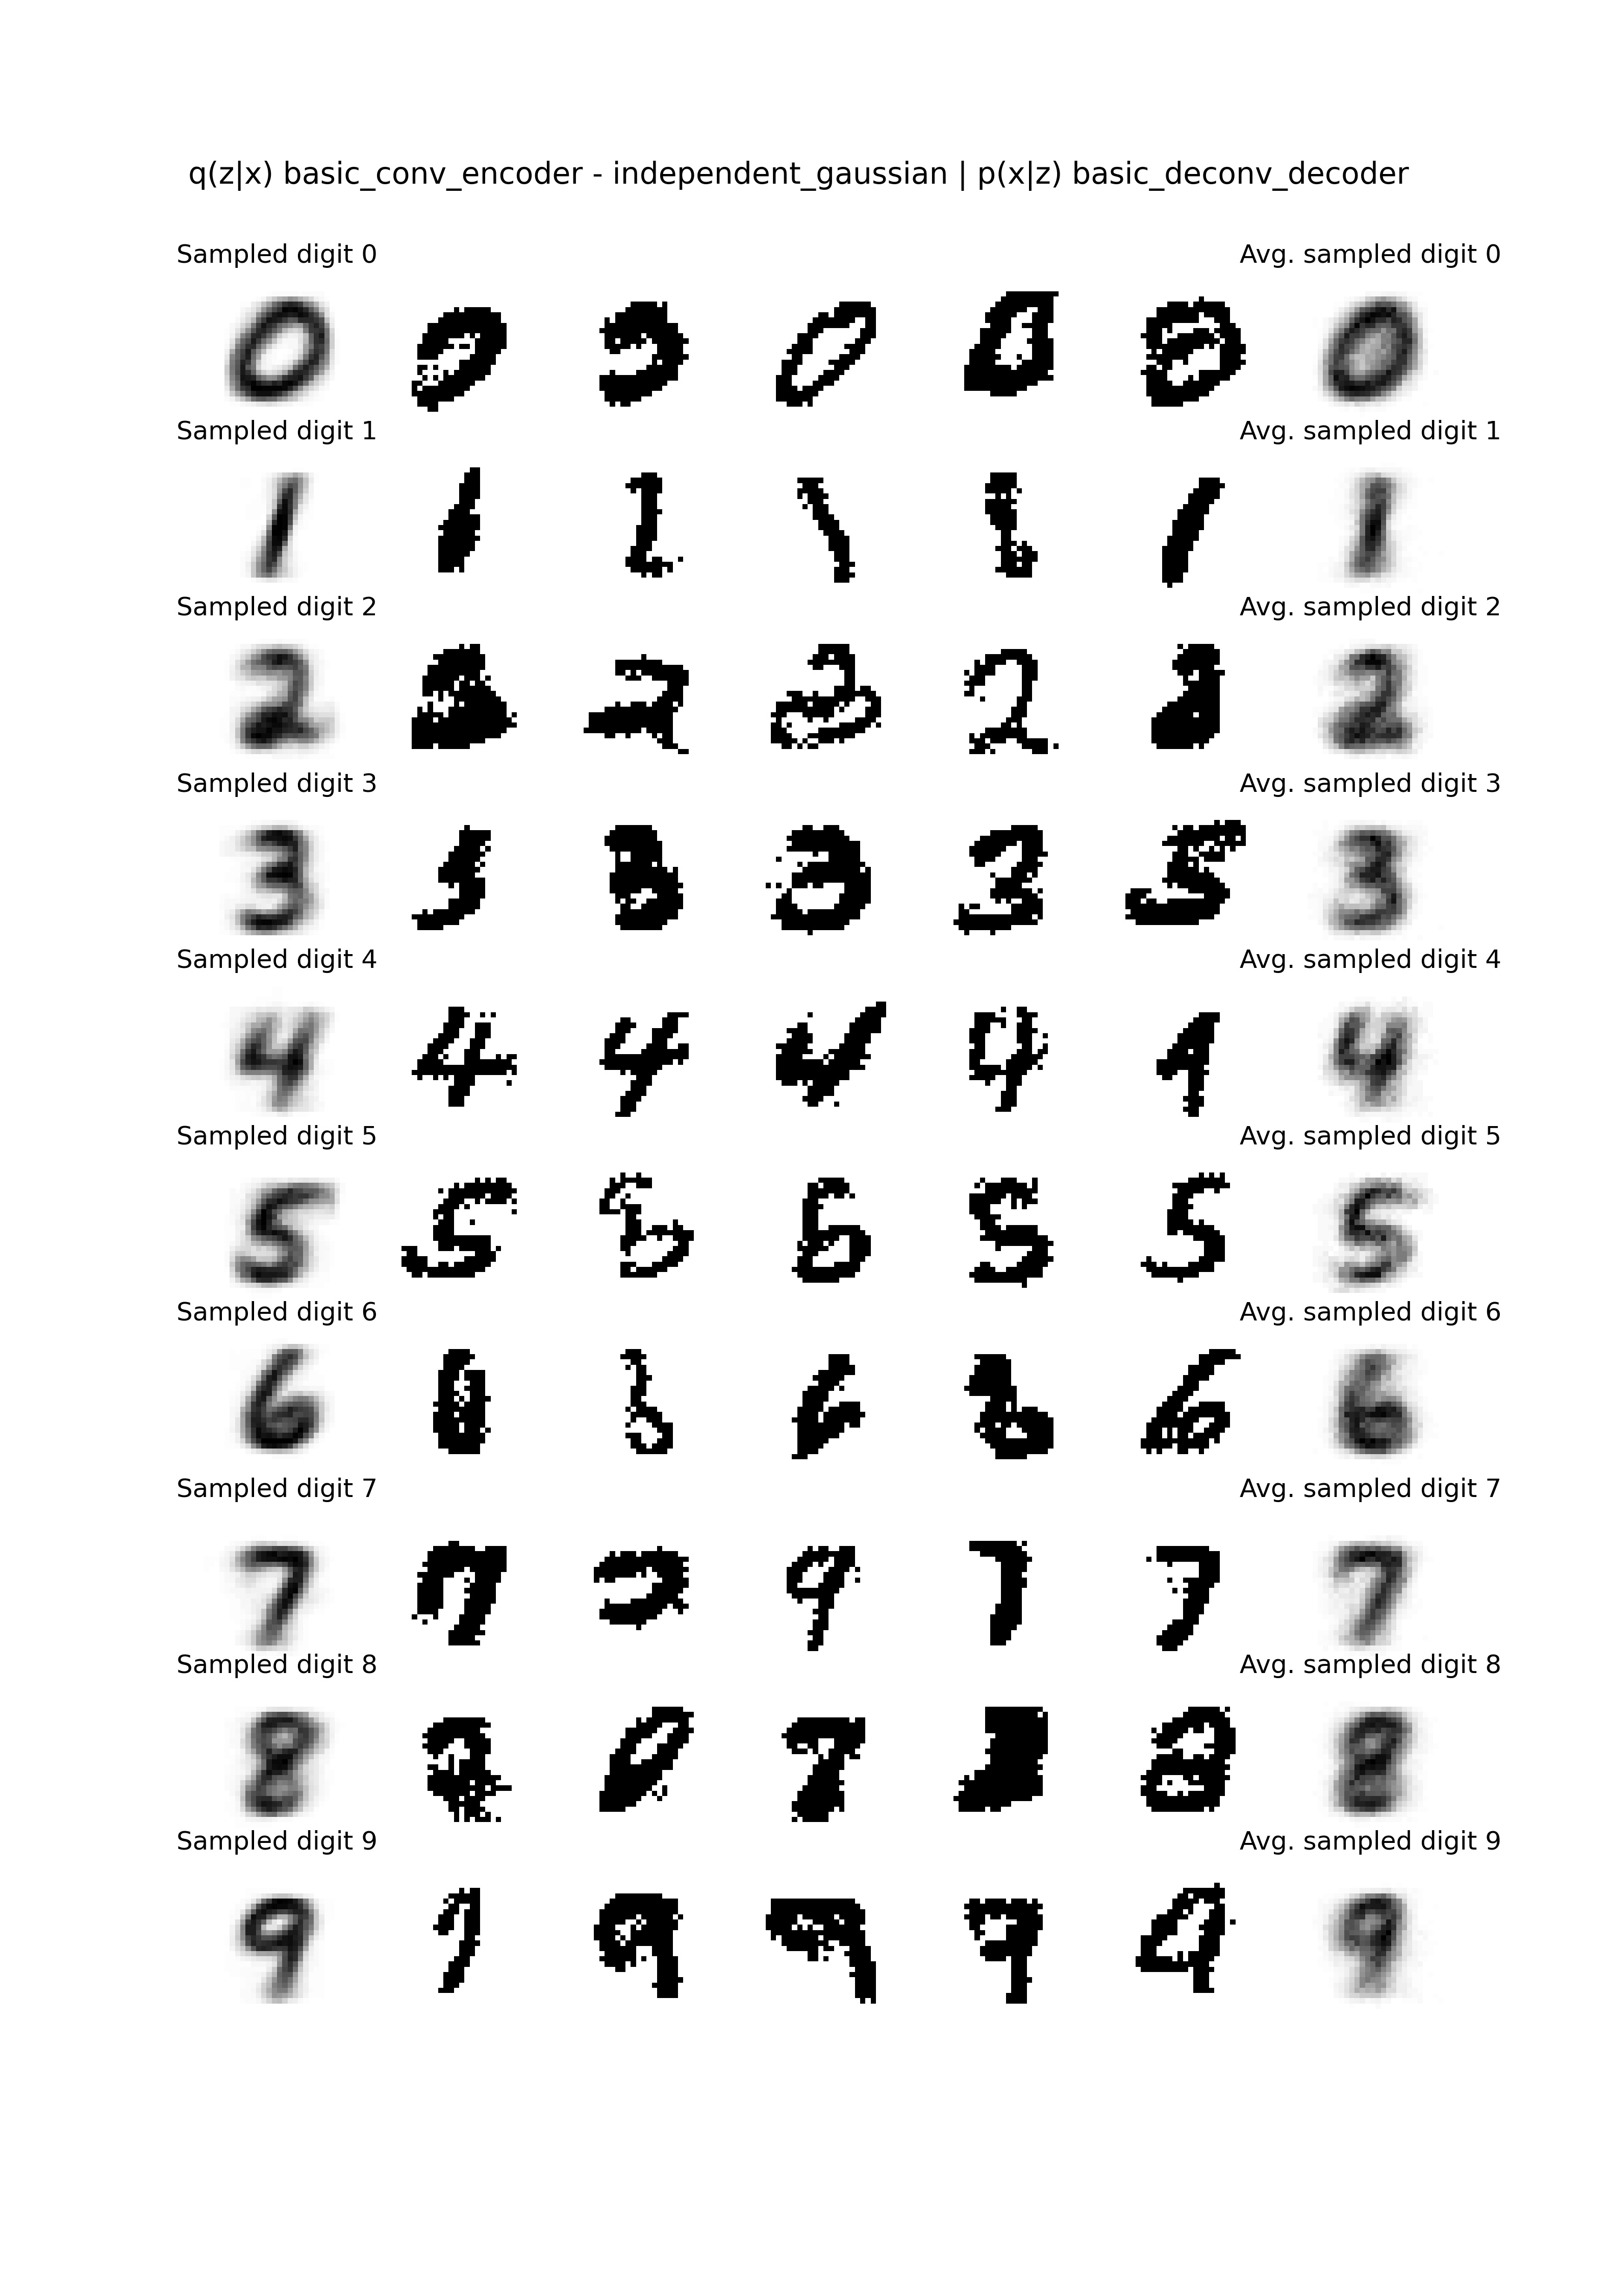 q(z|x) basic_conv_encoder - independent_gaussian | p(x|z) basic_deconv_decoder
Sampled digit 0 Avg. sampled digit 0
Sampled digit 1 Avg. sampled digit 1
Sampled digit 2 Avg. sampled digit 2
Sampled digit 3 Avg. sampled digit 3
Sampled digit 4 Avg. sampled digit 4
Sampled digit 5 Avg. sampled digit 5
Sampled digit 6 Avg. sampled digit 6
Sampled digit 7 Avg. sampled digit 7
Sampled digit 8 Avg. sampled digit 8
Sampled digit 9 Avg. sampled digit 9